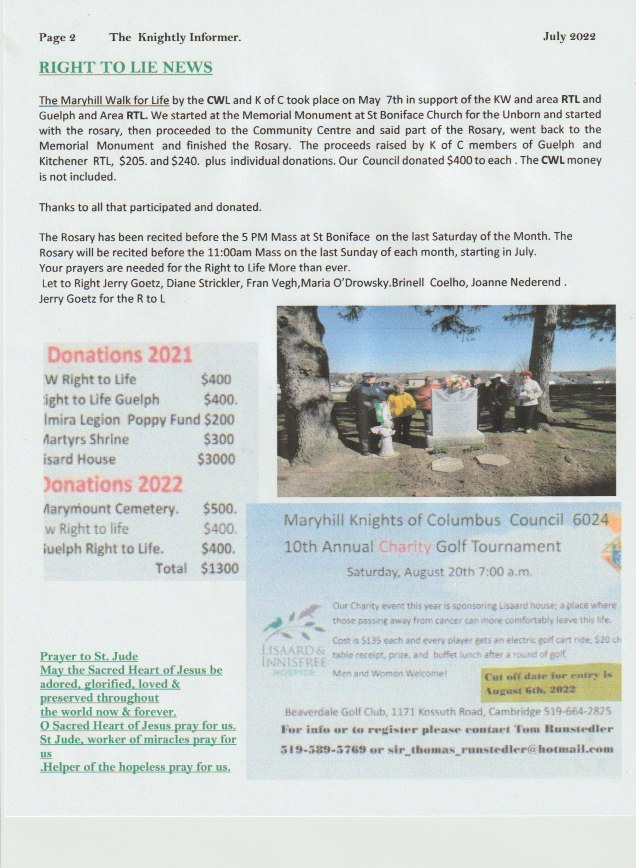 Page 2 The Knightly Informer. July 2022
RIGHT TO LIE NEWS
The Maryhill Walk for Life by the CWL and K of C took place on May 7th in support of the KW and area RTL and
Guelph and Area RTL. We started at the Memorial Monument at St Boniface Church for the Unborn and started
with the rosary, then proceeded to the Community Centre and said part of the Rosary, went back to the
Memorial Monument and finished the Rosary. The proceeds raised by K of C members of Guelph and
Kitchener RTL, $205. and $240. plus individual donations. Our Council donated $400 to each . The CWL money
is not included.
Thanks to all that participated and donated.
The Rosary has been recited before the 5 PM Mass at St Boniface on the last Saturday of the Month. The
Rosary will be recited before the 11:00am Mass on the last Sunday of each month, starting in July.
Your prayers are needed for the Right to Life More than ever.
Let to Right Jerry Goetz, Diane Strickler, Fran Vegh,Maria O'Drowsky.Brinell Coelho, Joanne Nederend .
Jerry Goetz for the R to L
Donations 2021
W Right to Life $400
ight to Life Guelph $400.
lmira Legion Poppy Fund $200
Martyrs Shrine $300
isard House $3000
Donations 2022
Marymount Cemetery. $500.
w Right to life $400.
Guelph Right to Life. $400.
Total $1300
Prayer to St. Jude
May the Sacred Heart of Jesus be
adored, glorified, loved &
preserved throughout
the world now & forever.
O Sacred Heart of Jesus pray for us.
St Jude, worker of miracles pray for
us
.Helper of the hopeless pray for us.
Maryhill Knights of Columbus Council 6024
10th Annual Charity Golf Tournament
Saturday, August 20th 7:00 a.m.
LISAARD &
INNISFREE
HOSPICE
Our Charity event this year is sponsoring Lisaard house; a place where
those passing away from cancer can more comfortably leave this life.
Cost is $135 each and every player gets an electric golf cart ride, $20 ch
table receipt, prize, and buffet lunch after a round of golf.
Men and Women Welcome!
Cut off date for entry is
August 6th, 2022
Beaverdale Golf Club, 1171 Kossuth Road, Cambridge 519-664-2825
For info or to register please contact Tom Runstedler
519-589-5769 or sir_thomas_runstedler@hotmail.com